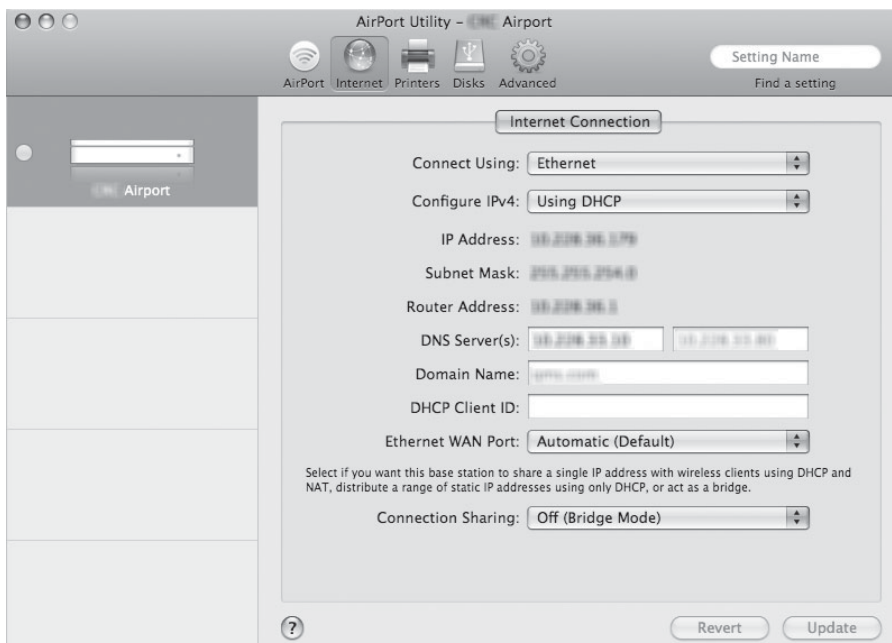 AirPort Utility – Airport
AirPort Internet Printers Disks Advanced
Setting Name
Find a setting
Airport
Internet Connection
Connect Using: Ethernet
Configure IPv4: Using DHCP
IP Address:
Subnet Mask:
Router Address:
DNS Server(s):
Domain Name:
DHCP Client ID:
Ethernet WAN Port: Automatic (Default)
Select if you want this base station to share a single IP address with wireless clients using DHCP and
NAT, distribute a range of static IP addresses using only DHCP, or act as a bridge.
Connection Sharing: Off (Bridge Mode)
?
Revert Update